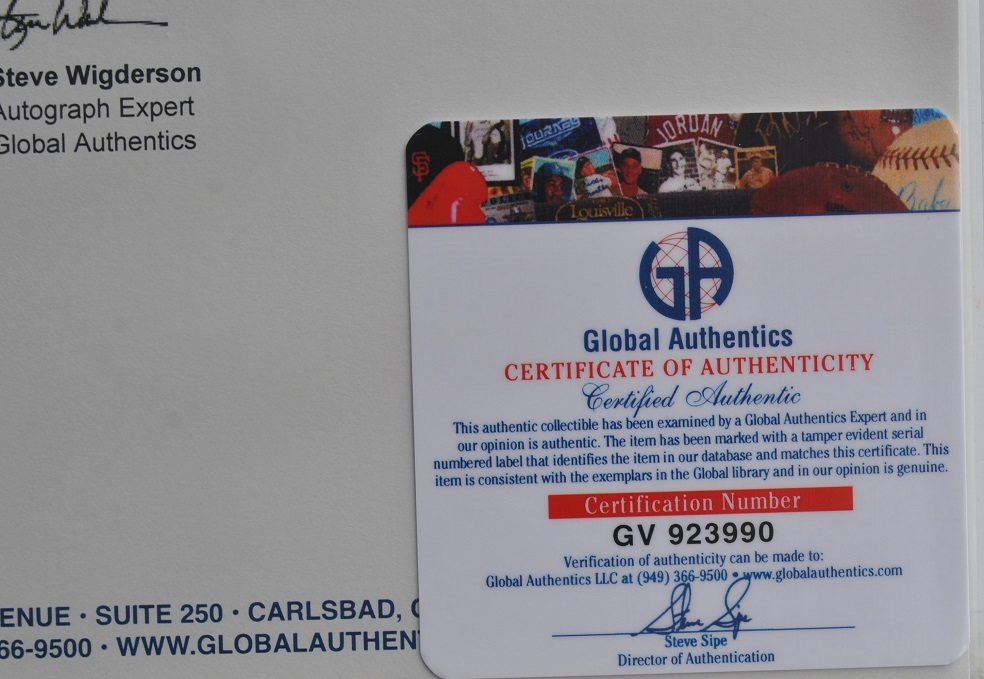 Steve Wigderson
Autograph Expert
Global Authentics
JOURNEY
JORDAN
Louisville
Babe
GA
Global Authentics
CERTIFICATE OF AUTHENTICITY
Certified Authentic
This authentic collectible has been examined by a Global Authentics Expert and in
our opinion is authentic. The item has been marked with a tamper evident serial
numbered label that identifies the item in our database and matches this certificate. This
item is consistent with the exemplars in the Global library and in our opinion is genuine.
Certification Number
GV 923990
Verification of authenticity can be made to:
Global Authentics LLC at (949) 366-9500 • www.globalauthentics.com
Steve Sipe
Steve Sipe
Director of Authentication
ENUE · SUITE 250 · CARLSBAD,
66-9500 · WWW.GLOBALAUTHEN